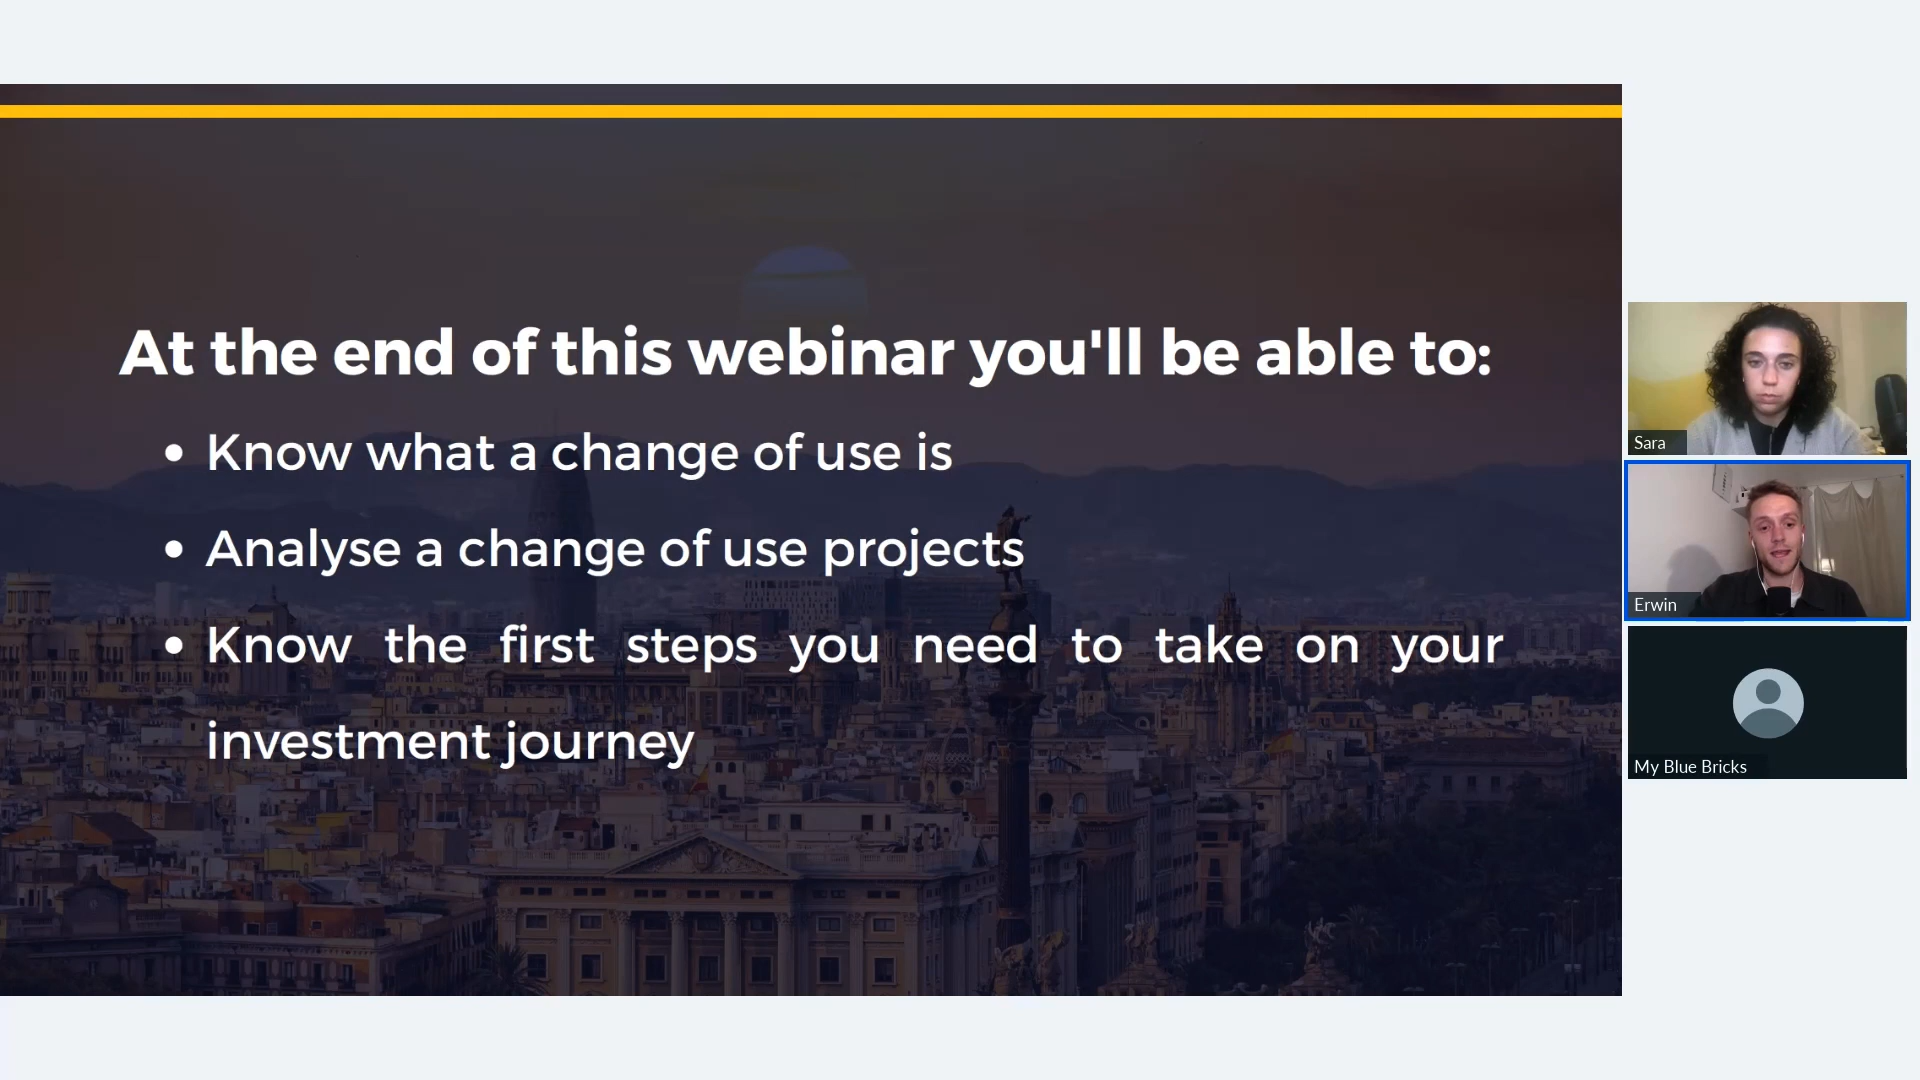 At the end of this webinar you'll be able to:
Know what a change of use is
Analyse a change of use projects
Know the first steps you need to take on your
investment journey
Sara
Erwin
My Blue Bricks